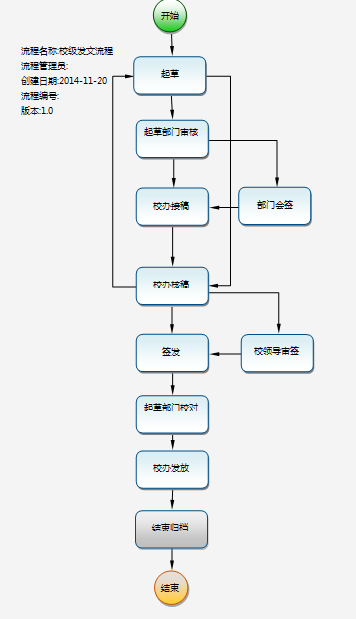 开始
流程名称:校级发文流程
流程管理员:
创建日期:2014-11-20
流程编号:
版本:1.0
起草
起草部门审核
校办接稿
部门会签
校办核稿
签发
校领导审签
起草部门校对
校办发放
结束归档
结束